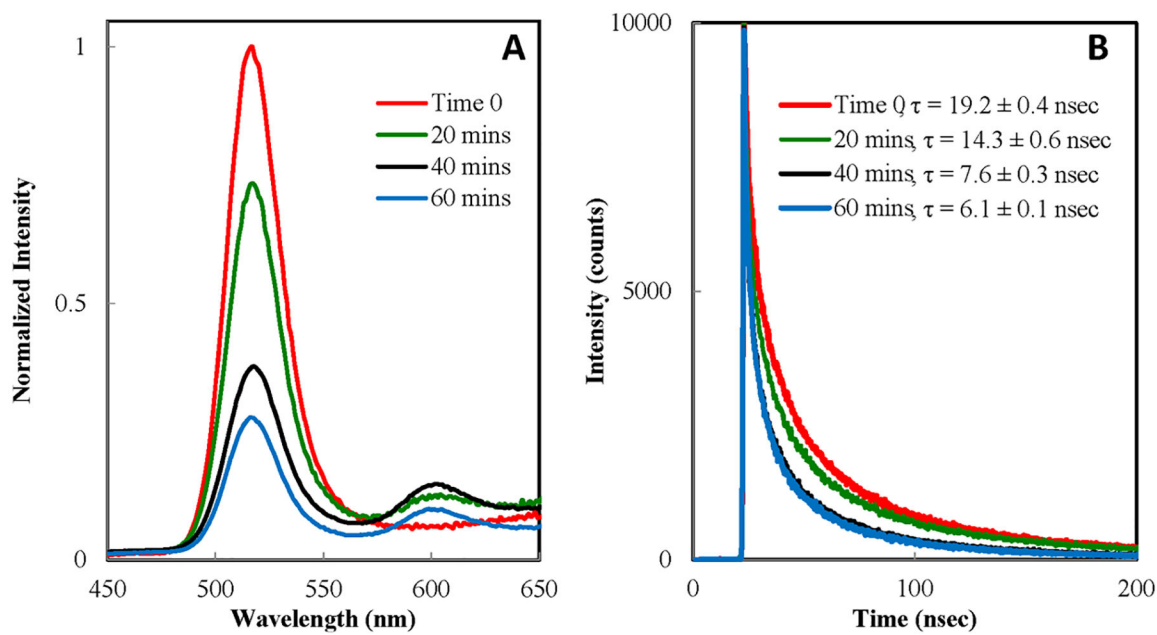 A
1
0.5
0
Normalized Intensity
Time 0
20 mins
40 mins
60 mins
450 500 550 600 650
Wavelength (nm)
B
10000
5000
0
Intensity (counts)
Time 0, τ = 19.2 ± 0.4 nsec
20 mins, τ = 14.3 ± 0.6 nsec
40 mins, τ = 7.6 ± 0.3 nsec
60 mins, τ = 6.1 ± 0.1 nsec
0 100 200
Time (nsec)